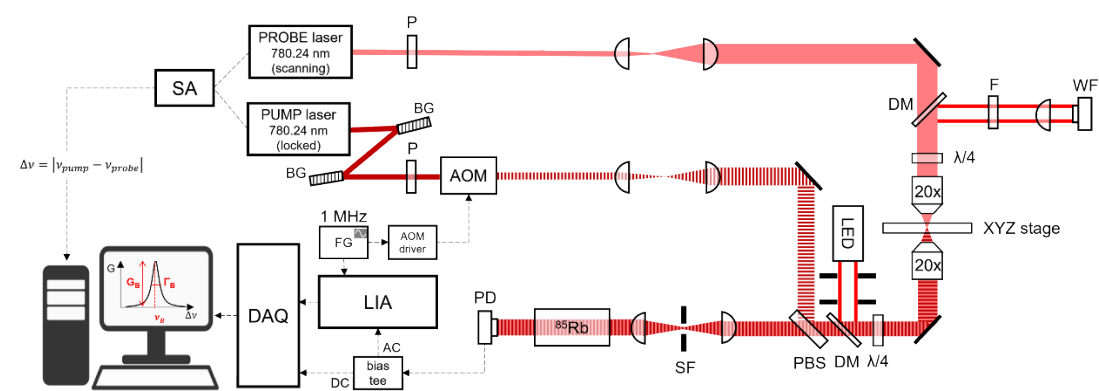 PROBE laser
780.24 nm
(scanning)
P
SA
PUMP laser
780.24 nm
(locked)
BG
BG
P
AOM
DM
F
WF
λ/4
20x
XYZ stage
20x
LED
Δν = |ν_pump − ν_probe|
1 MHz
FG
AOM
driver
LIA
DAQ
AC
DC
bias
tee
PD
⁸⁵Rb
SF
PBS
DM
λ/4
G
G_B
Γ_B
ν_B
Δν